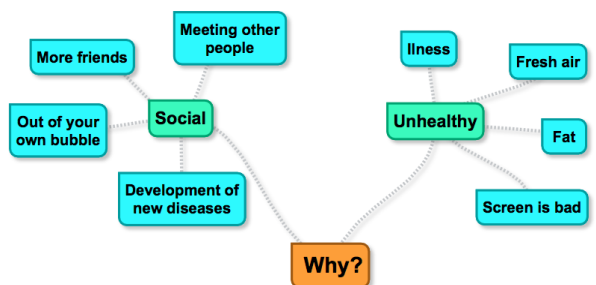 Meeting other
people
More friends
Social
Out of your
own bubble
Development of
new diseases
Ilness
Fresh air
Unhealthy
Fat
Screen is bad
Why?